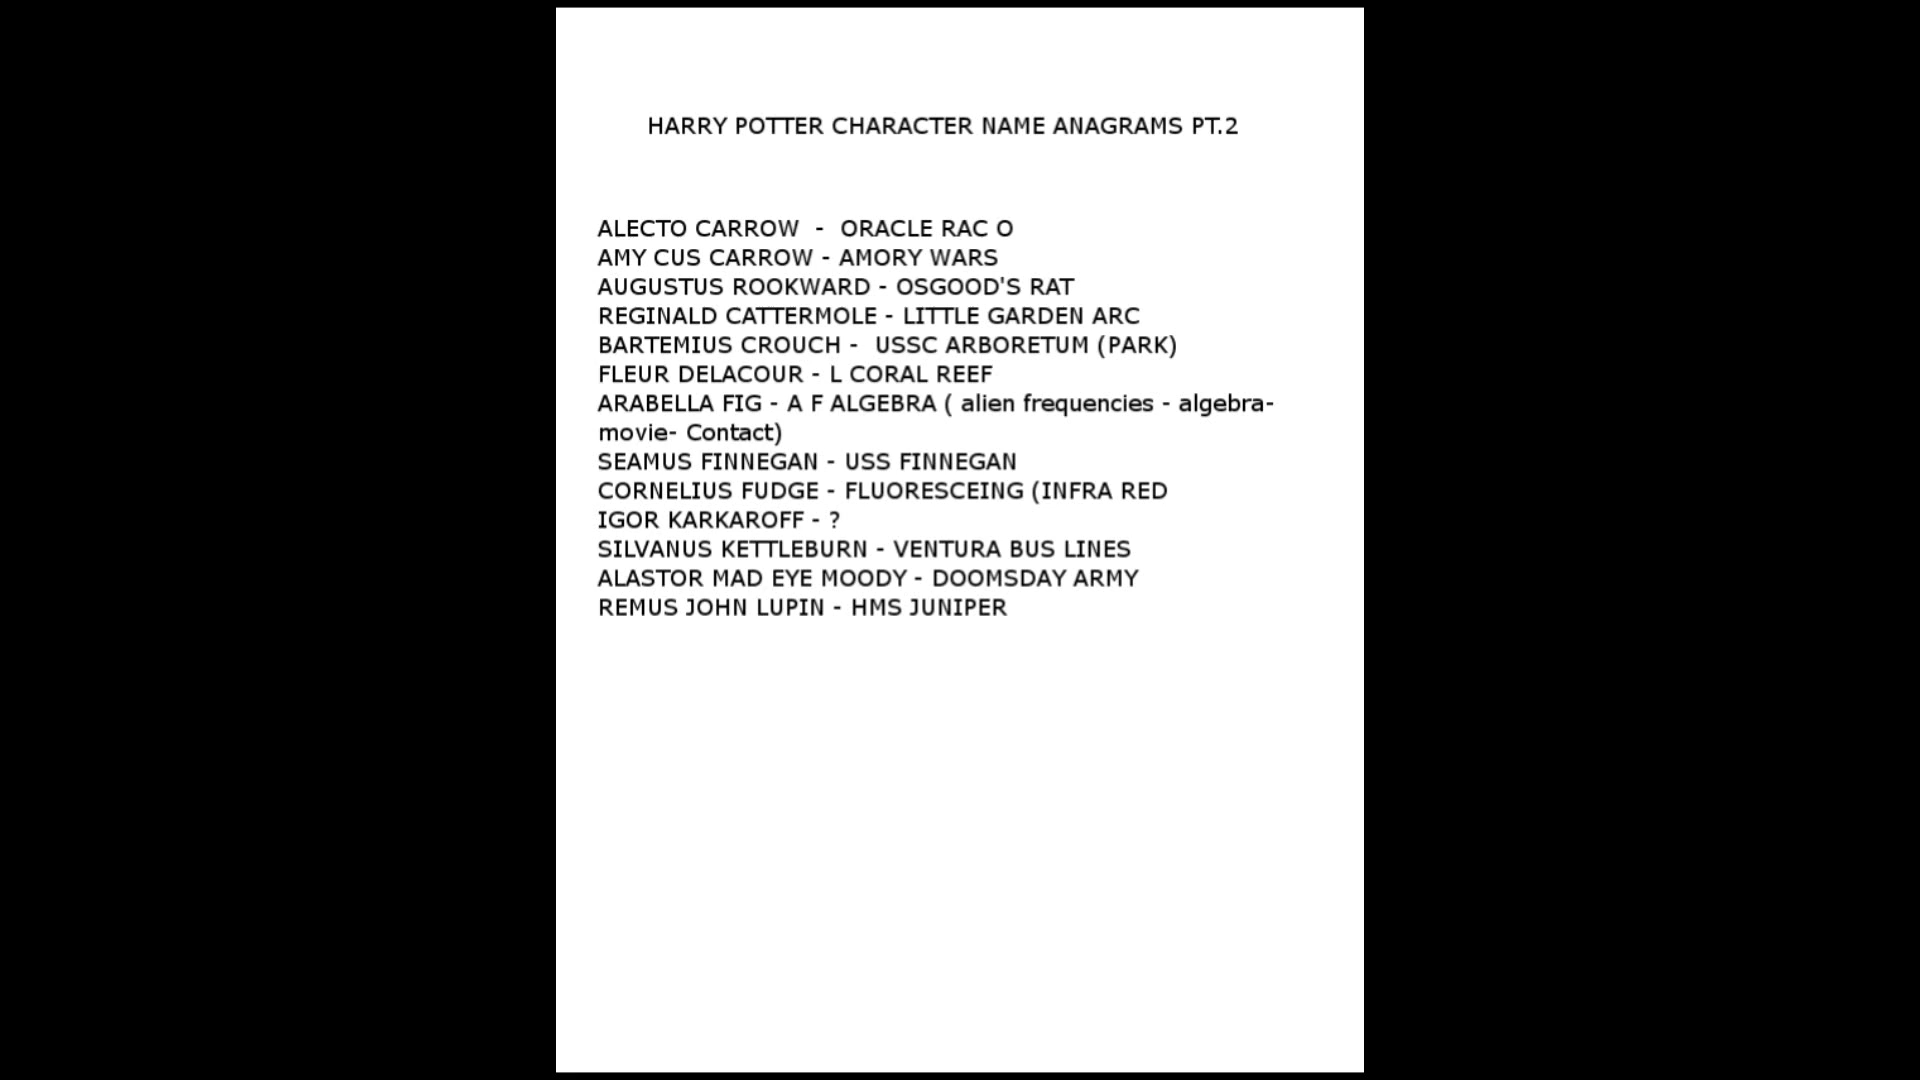 HARRY POTTER CHARACTER NAME ANAGRAMS PT.2
ALECTO CARROW - ORACLE RAC O
AMY CUS CARROW - AMORY WARS
AUGUSTUS ROOKWARD - OSGOOD'S RAT
REGINALD CATTERMOLE - LITTLE GARDEN ARC
BARTEMIUS CROUCH - USSC ARBORETUM (PARK)
FLEUR DELACOUR - L CORAL REEF
ARABELLA FIG - A F ALGEBRA ( alien frequencies - algebra-
movie- Contact)
SEAMUS FINNEGAN - USS FINNEGAN
CORNELIUS FUDGE - FLUORESCEING (INFRA RED
IGOR KARKAROFF - ?
SILVANUS KETTLEBURN - VENTURA BUS LINES
ALASTOR MAD EYE MOODY - DOOMSDAY ARMY
REMUS JOHN LUPIN - HMS JUNIPER